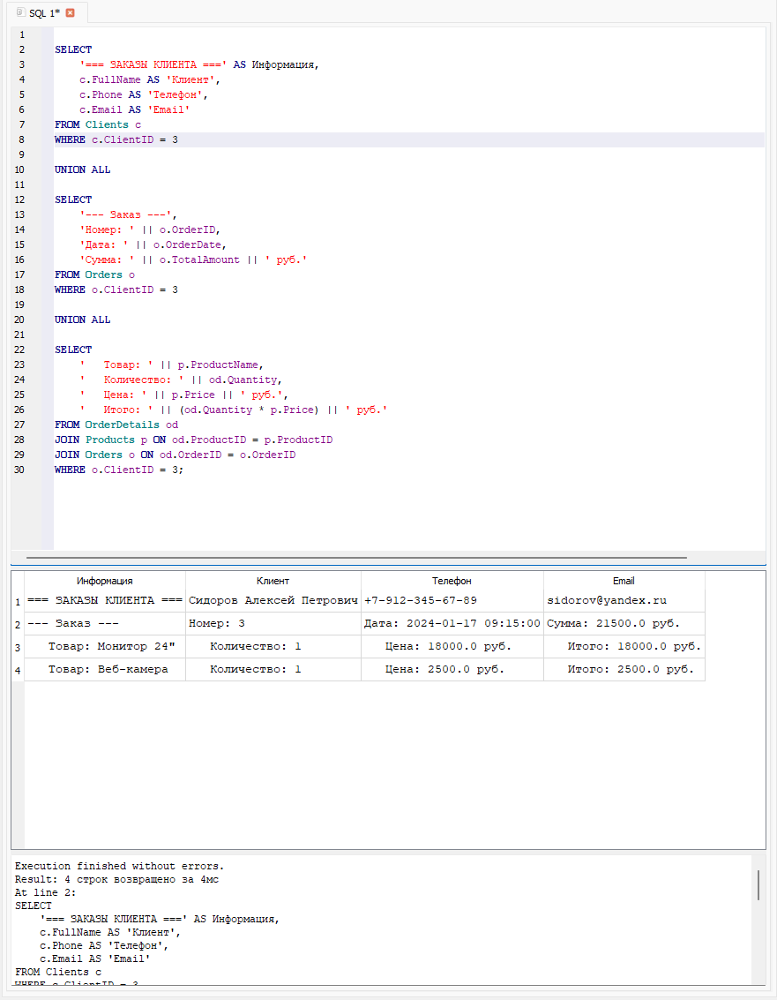 SQL 1*
1
2 SELECT
3 '=== ЗАКАЗЫ КЛИЕНТА ===' AS Информация,
4 c.FullName AS 'Клиент',
5 c.Phone AS 'Телефон',
6 c.Email AS 'Email'
7 FROM Clients c
8 WHERE c.ClientID = 3
9
10 UNION ALL
11
12 SELECT
13 '--- Заказ ---',
14 'Номер: ' || o.OrderID,
15 'Дата: ' || o.OrderDate,
16 'Сумма: ' || o.TotalAmount || ' руб.'
17 FROM Orders o
18 WHERE o.ClientID = 3
19
20 UNION ALL
21
22 SELECT
23 '   Товар: ' || p.ProductName,
24 '   Количество: ' || od.Quantity,
25 '   Цена: ' || p.Price || ' руб.',
26 '   Итого: ' || (od.Quantity * p.Price) || ' руб.'
27 FROM OrderDetails od
28 JOIN Products p ON od.ProductID = p.ProductID
29 JOIN Orders o ON od.OrderID = o.OrderID
30 WHERE o.ClientID = 3;
Информация Клиент Телефон Email
1 === ЗАКАЗЫ КЛИЕНТА === Сидоров Алексей Петрович +7-912-345-67-89 sidorov@yandex.ru
2 --- Заказ --- Номер: 3 Дата: 2024-01-17 09:15:00 Сумма: 21500.0 руб.
3 Товар: Монитор 24" Количество: 1 Цена: 18000.0 руб. Итого: 18000.0 руб.
4 Товар: Веб-камера Количество: 1 Цена: 2500.0 руб. Итого: 2500.0 руб.
Execution finished without errors.
Result: 4 строк возвращено за 4мс
At line 2:
SELECT
'=== ЗАКАЗЫ КЛИЕНТА ===' AS Информация,
c.FullName AS 'Клиент',
c.Phone AS 'Телефон',
c.Email AS 'Email'
FROM Clients c
WHERE c.ClientID = 3